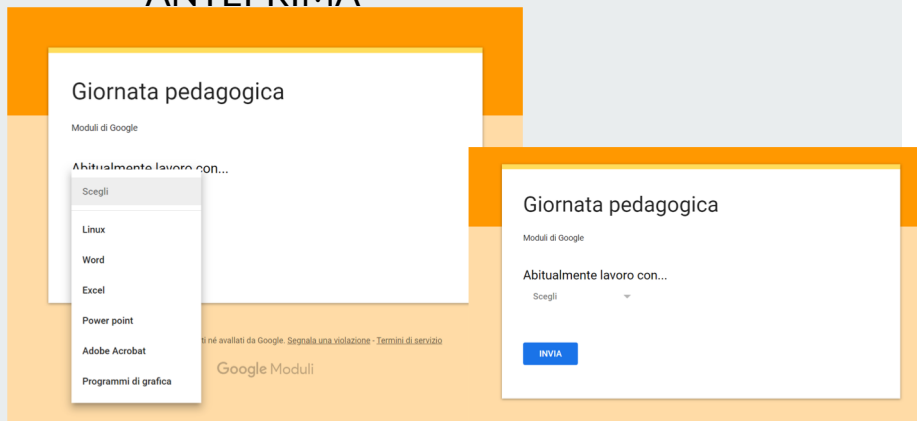 ANTEPRIMA
Giornata pedagogica
Moduli di Google
Abitualmente lavoro con...
Scegli
Linux
Word
Excel
Power point
Adobe Acrobat
Programmi di grafica
né avallati da Google. Segnala una violazione - Termini di servizio
Google Moduli
Giornata pedagogica
Moduli di Google
Abitualmente lavoro con...
Scegli
INVIA